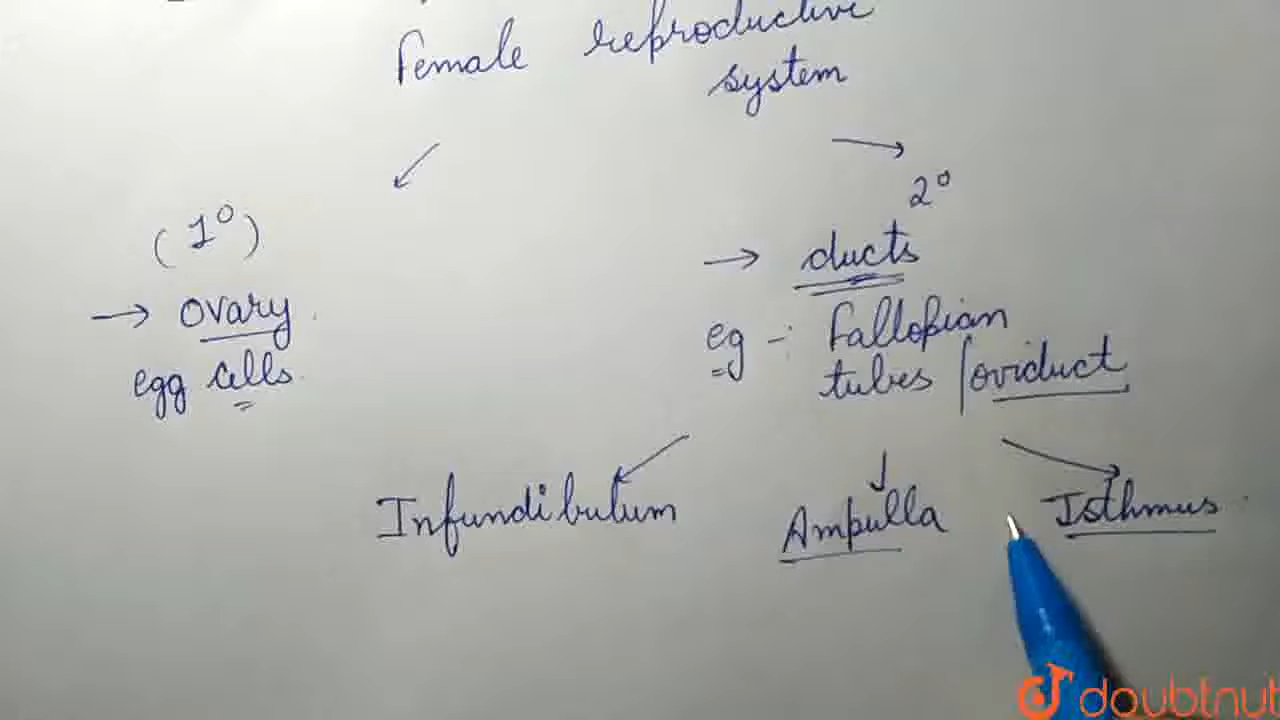 Female reproductive
system
(1°)
2°
→ ovary
→ ducts
egg cells
eg -: Fallopian
tubes / oviduct
Infundibulum
Ampulla
Isthmus
doubtnut